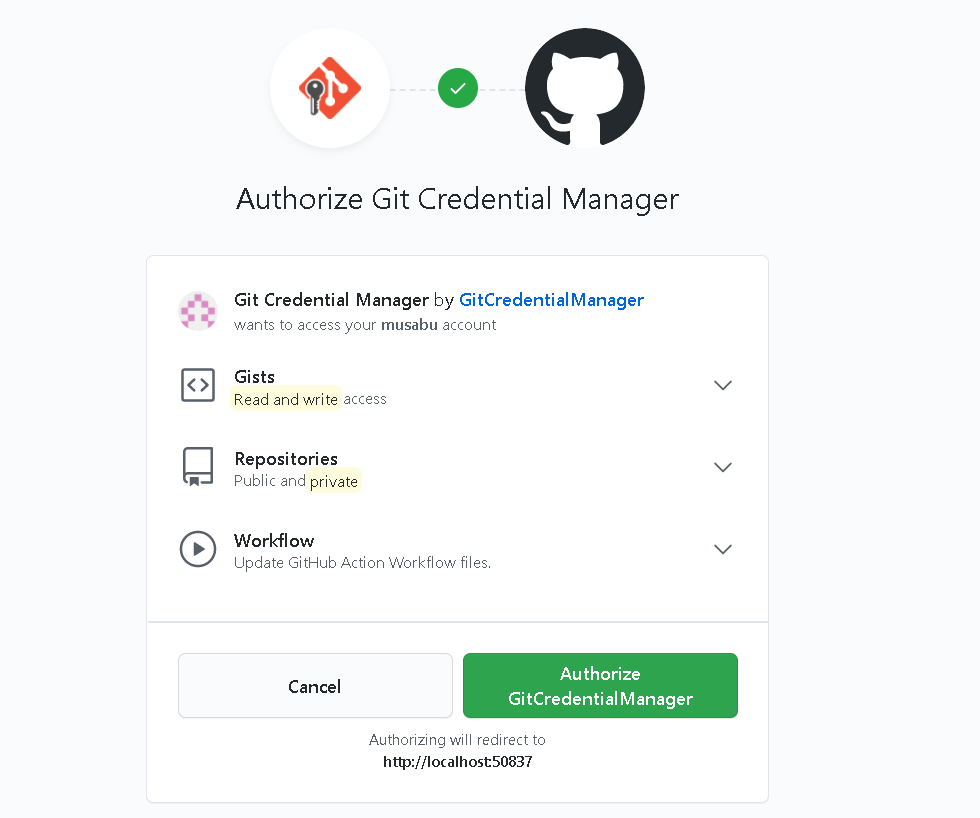 Authorize Git Credential Manager
Git Credential Manager by GitCredentialManager
wants to access your musabu account
Gists
Read and write access
Repositories
Public and private
Workflow
Update GitHub Action Workflow files.
Cancel
Authorize
GitCredentialManager
Authorizing will redirect to
http://localhost:50837